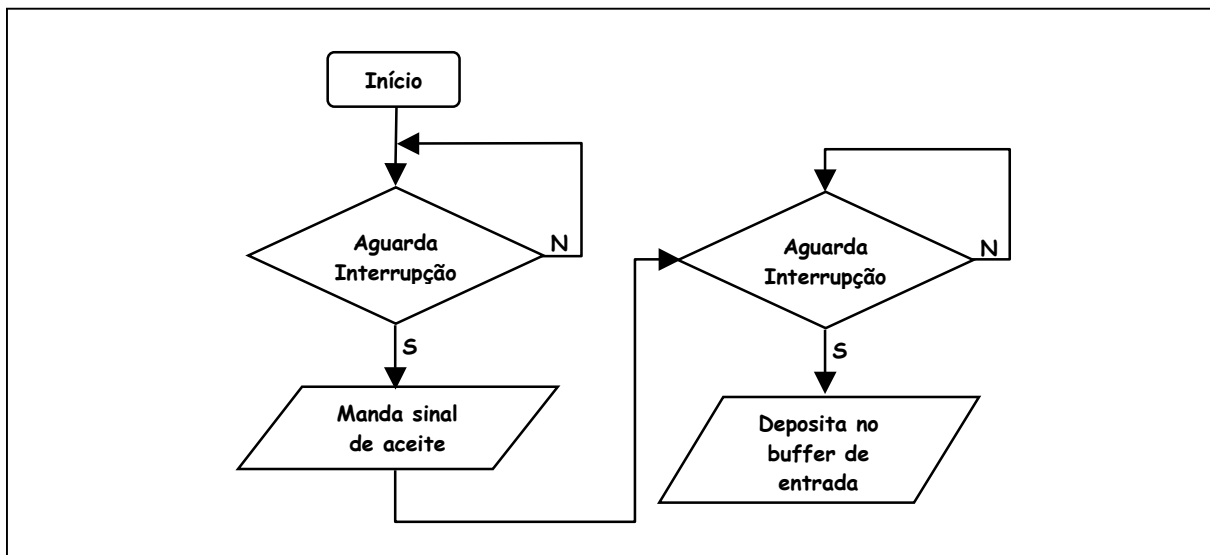 Início
Aguarda
Interrupção
N
S
Manda sinal
de aceite
Aguarda
Interrupção
N
S
Deposita no
buffer de
entrada